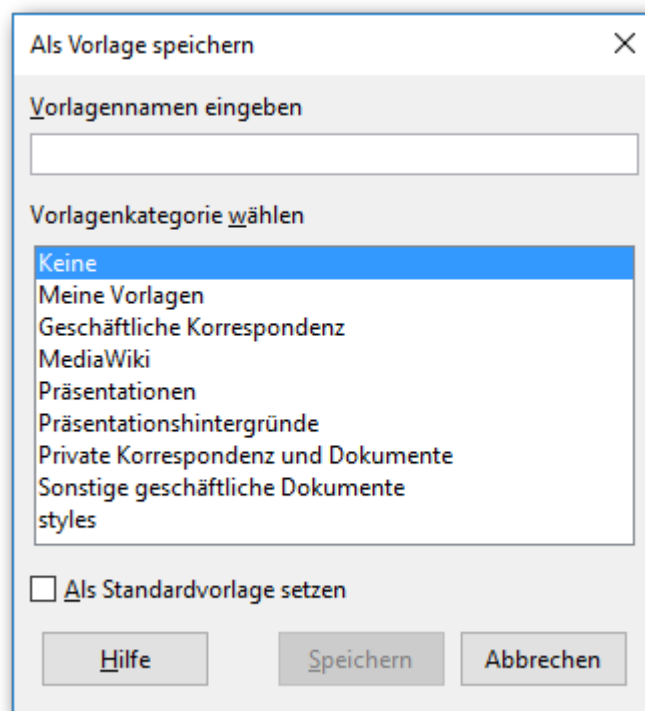 Als Vorlage speichern
Vorlagennamen eingeben
Vorlagenkategorie wählen
Keine
Meine Vorlagen
Geschäftliche Korrespondenz
MediaWiki
Präsentationen
Präsentationshintergründe
Private Korrespondenz und Dokumente
Sonstige geschäftliche Dokumente
styles
Als Standardvorlage setzen
Hilfe Speichern Abbrechen